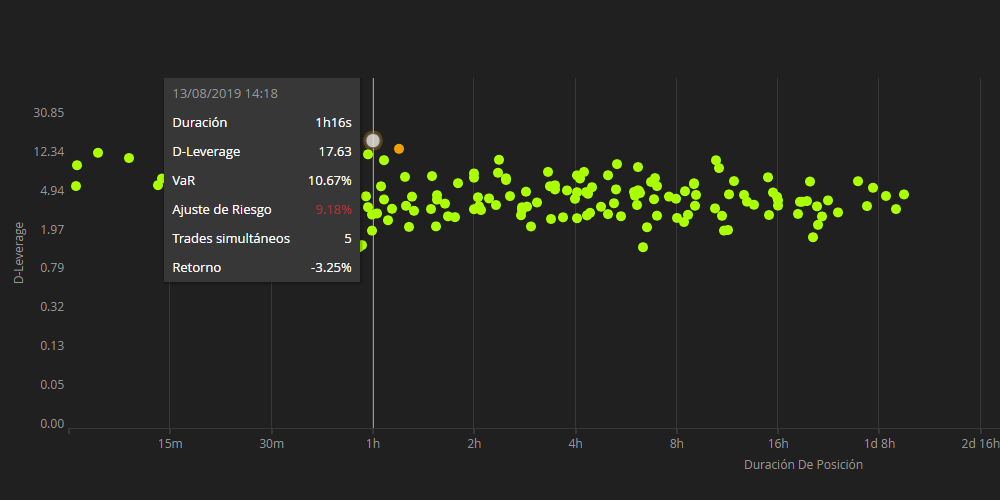 13/08/2019 14:18
Duración 1h16s
D-Leverage 17.63
VaR 10.67%
Ajuste de Riesgo 9.18%
Trades simultáneos 5
Retorno -3.25%
D-Leverage
30.85
12.34
4.94
1.97
0.79
0.32
0.13
0.05
0.00
15m 30m 1h 2h 4h 8h 16h 1d 8h 2d 16h
Duración De Posición